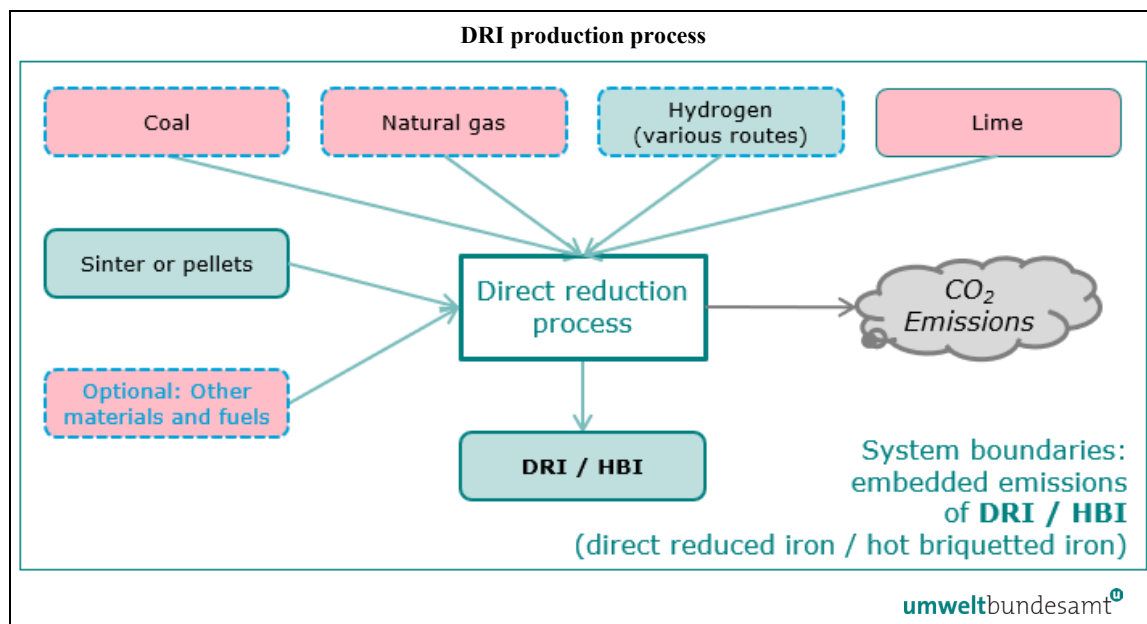 DRI production process
Coal
Natural gas
Hydrogen
(various routes)
Lime
Sinter or pellets
Direct reduction
process
CO₂
Emissions
Optional: Other
materials and fuels
DRI / HBI
System boundaries:
embedded emissions
of DRI / HBI
(direct reduced iron / hot briquetted iron)
umweltbundesamt
u